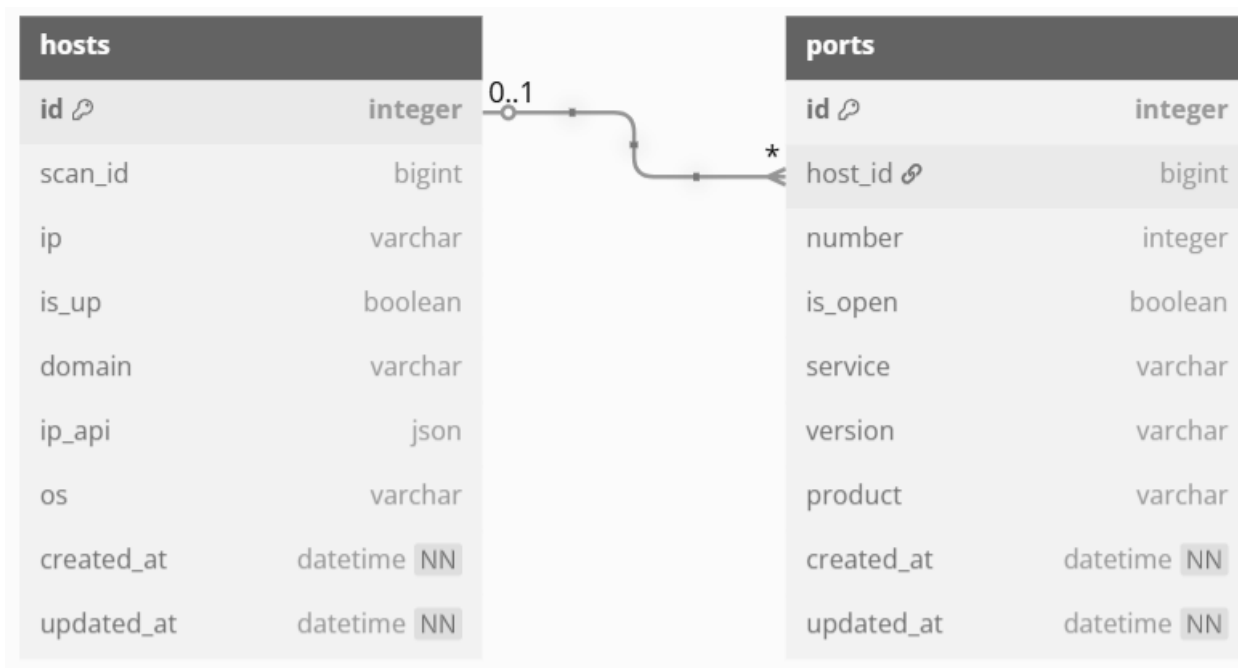 hosts
id integer
scan_id bigint
ip varchar
is_up boolean
domain varchar
ip_api json
os varchar
created_at datetime NN
updated_at datetime NN
0..1
*
ports
id integer
host_id bigint
number integer
is_open boolean
service varchar
version varchar
product varchar
created_at datetime NN
updated_at datetime NN